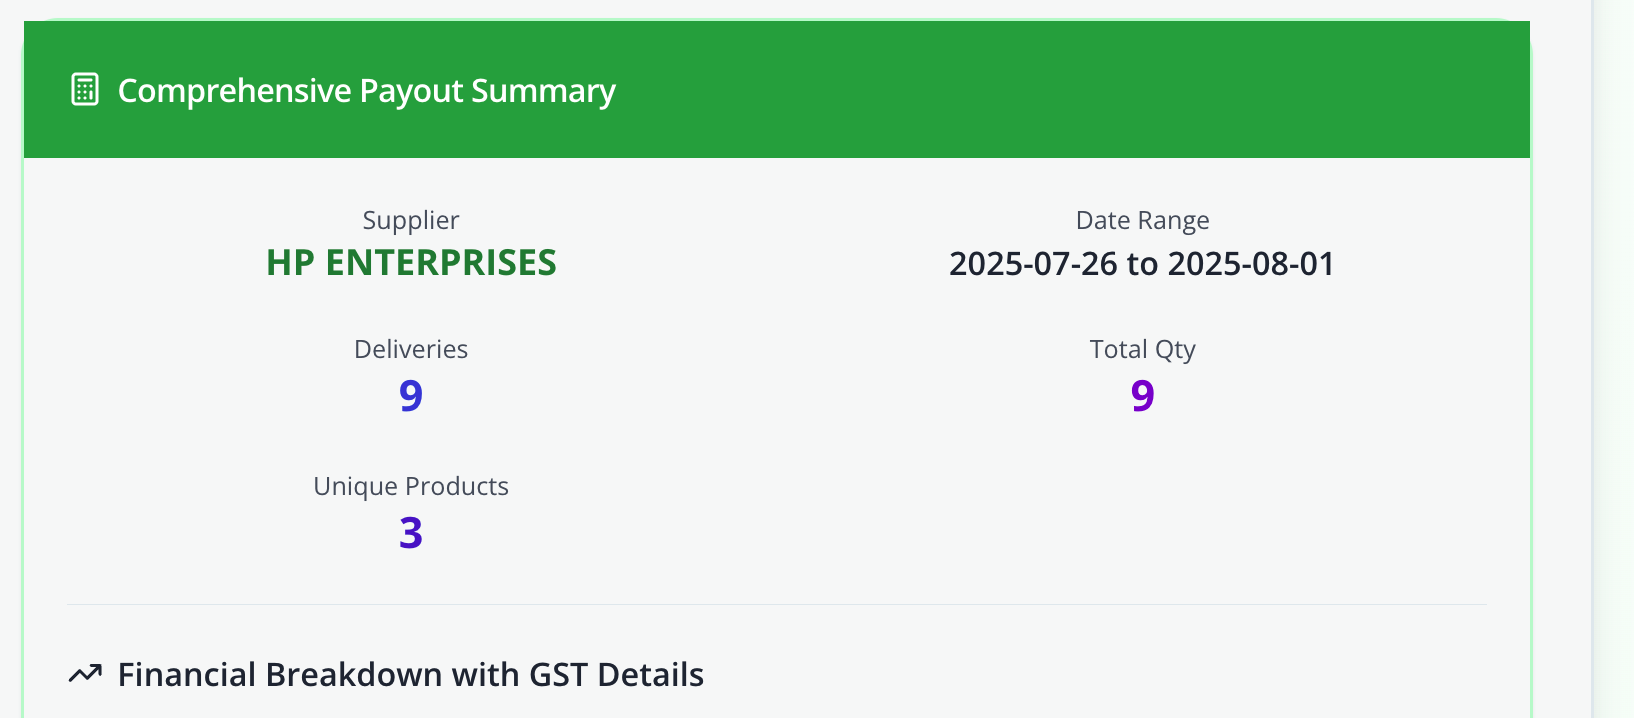 Comprehensive Payout Summary
Supplier
HP ENTERPRISES
Date Range
2025-07-26 to 2025-08-01
Deliveries
9
Total Qty
9
Unique Products
3
Financial Breakdown with GST Details